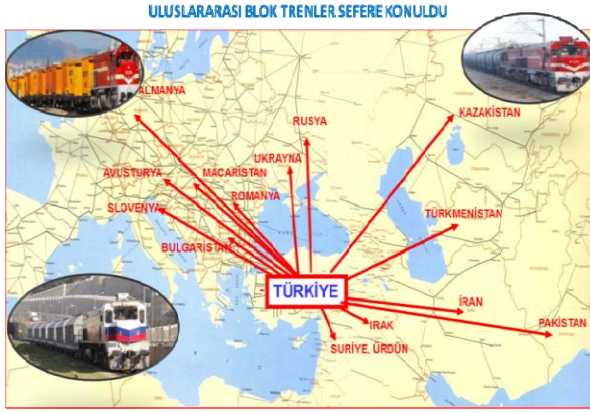 ULUSLARARASI BLOK TRENLER SEFERE KONULDU
ALMANYA
KAZAKİSTAN
RUSYA
UKRAYNA
AVUSTURYA
MACARİSTAN
ROMANYA
SLOVENYA
TÜRKMENİSTAN
BULGARİSTAN
TÜRKİYE
İRAN
IRAK
PAKİSTAN
SURİYE, ÜRDÜN